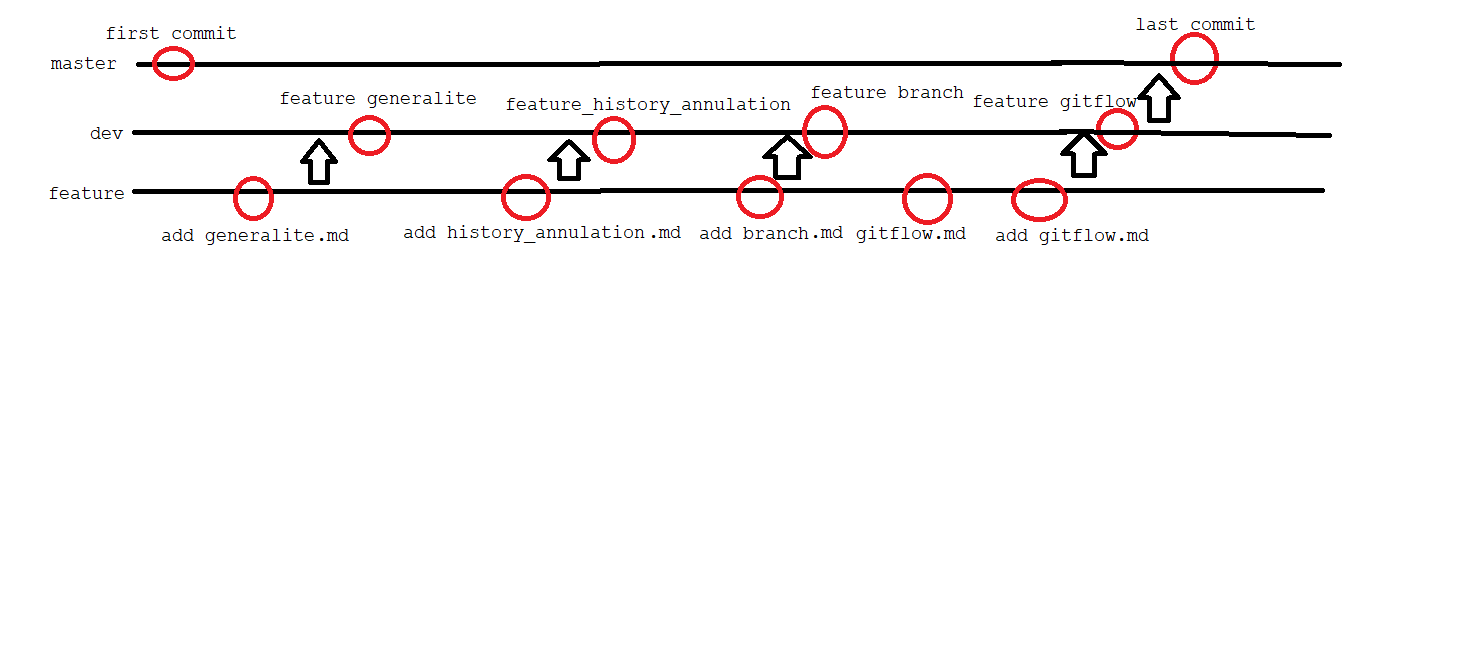 first commit
last commit
master
feature generalite
feature_history_annulation
feature branch
feature gitflow
dev
feature
add generalite.md
add history_annulation.md
add branch.md
gitflow.md
add gitflow.md